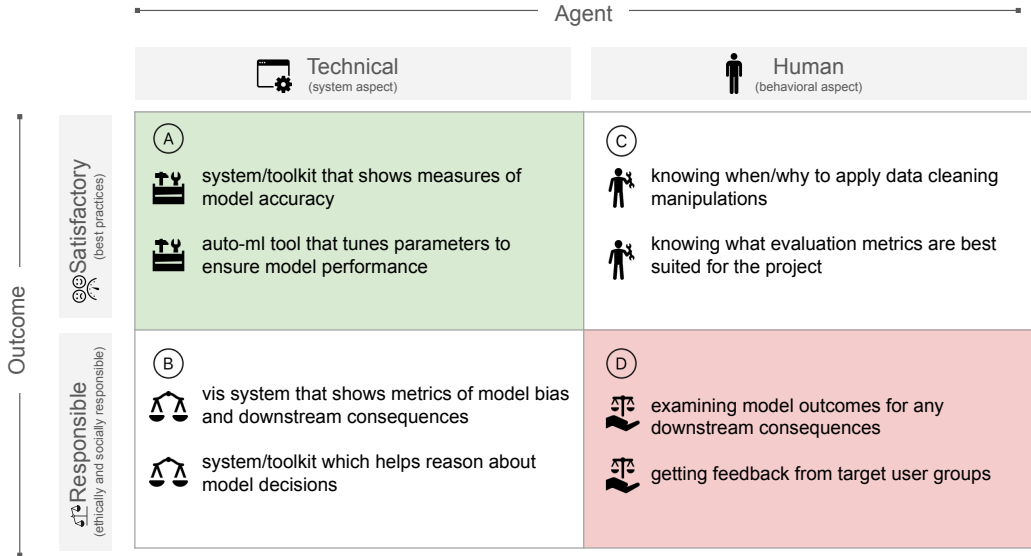 Agent
Technical
(system aspect)
Human
(behavioral aspect)
Outcome
Satisfactory
(best practices)
A
system/toolkit that shows measures of
model accuracy
auto-ml tool that tunes parameters to
ensure model performance
C
knowing when/why to apply data cleaning
manipulations
knowing what evaluation metrics are best
suited for the project
Responsible
(ethically and socially responsible)
B
vis system that shows metrics of model bias
and downstream consequences
system/toolkit which helps reason about
model decisions
D
examining model outcomes for any
downstream consequences
getting feedback from target user groups